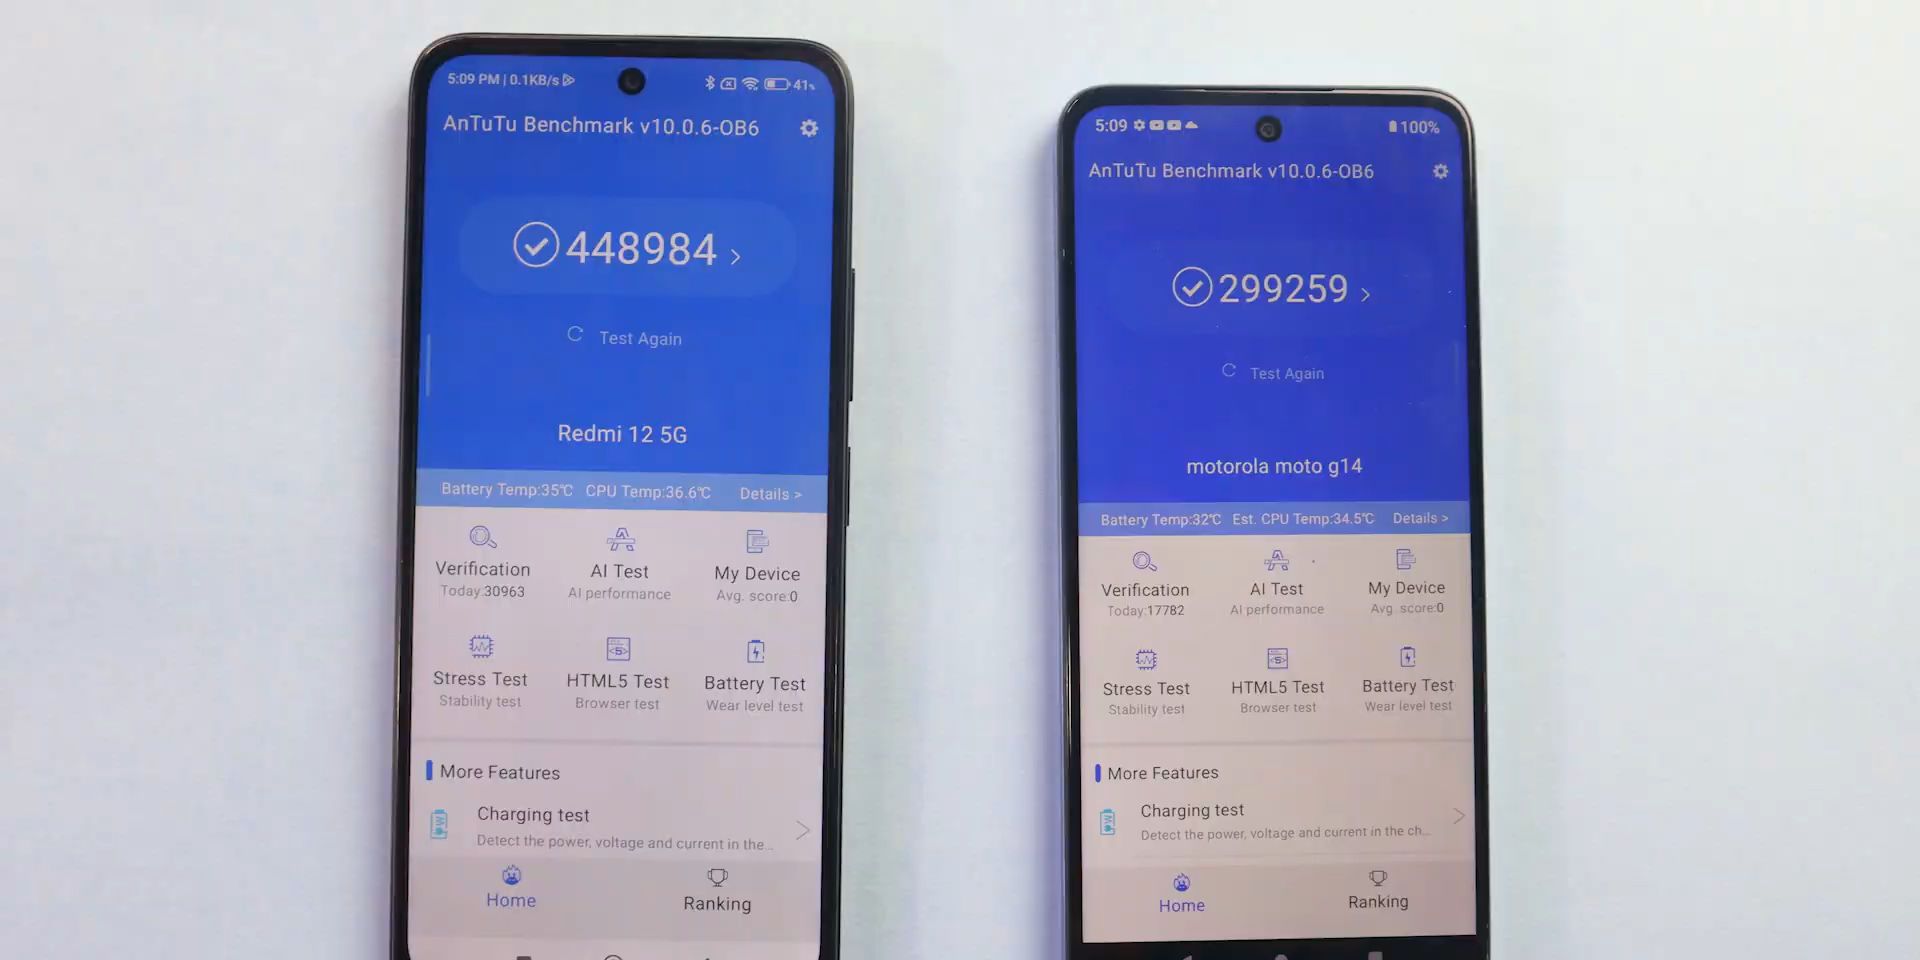 5:09 PM | 0.1KB/s
41%
AnTuTu Benchmark v10.0.6-OB6
448984 >
Test Again
Redmi 12 5G
Battery Temp:35℃ CPU Temp:36.6℃ Details >
Verification
Today:30963
AI Test
AI performance
My Device
Avg. score:0
Stress Test
Stability test
HTML5 Test
Browser test
Battery Test
Wear level test
More Features
Charging test
Detect the power, voltage and current in the...
Home
Ranking
5:09
100%
AnTuTu Benchmark v10.0.6-OB6
299259 >
Test Again
motorola moto g14
Battery Temp:32℃ Est. CPU Temp:34.5℃ Details >
Verification
Today:17782
AI Test
AI performance
My Device
Avg. score:0
Stress Test
Stability test
HTML5 Test
Browser test
Battery Test
Wear level test
More Features
Charging test
Detect the power, voltage and current in the ch...
Home
Ranking